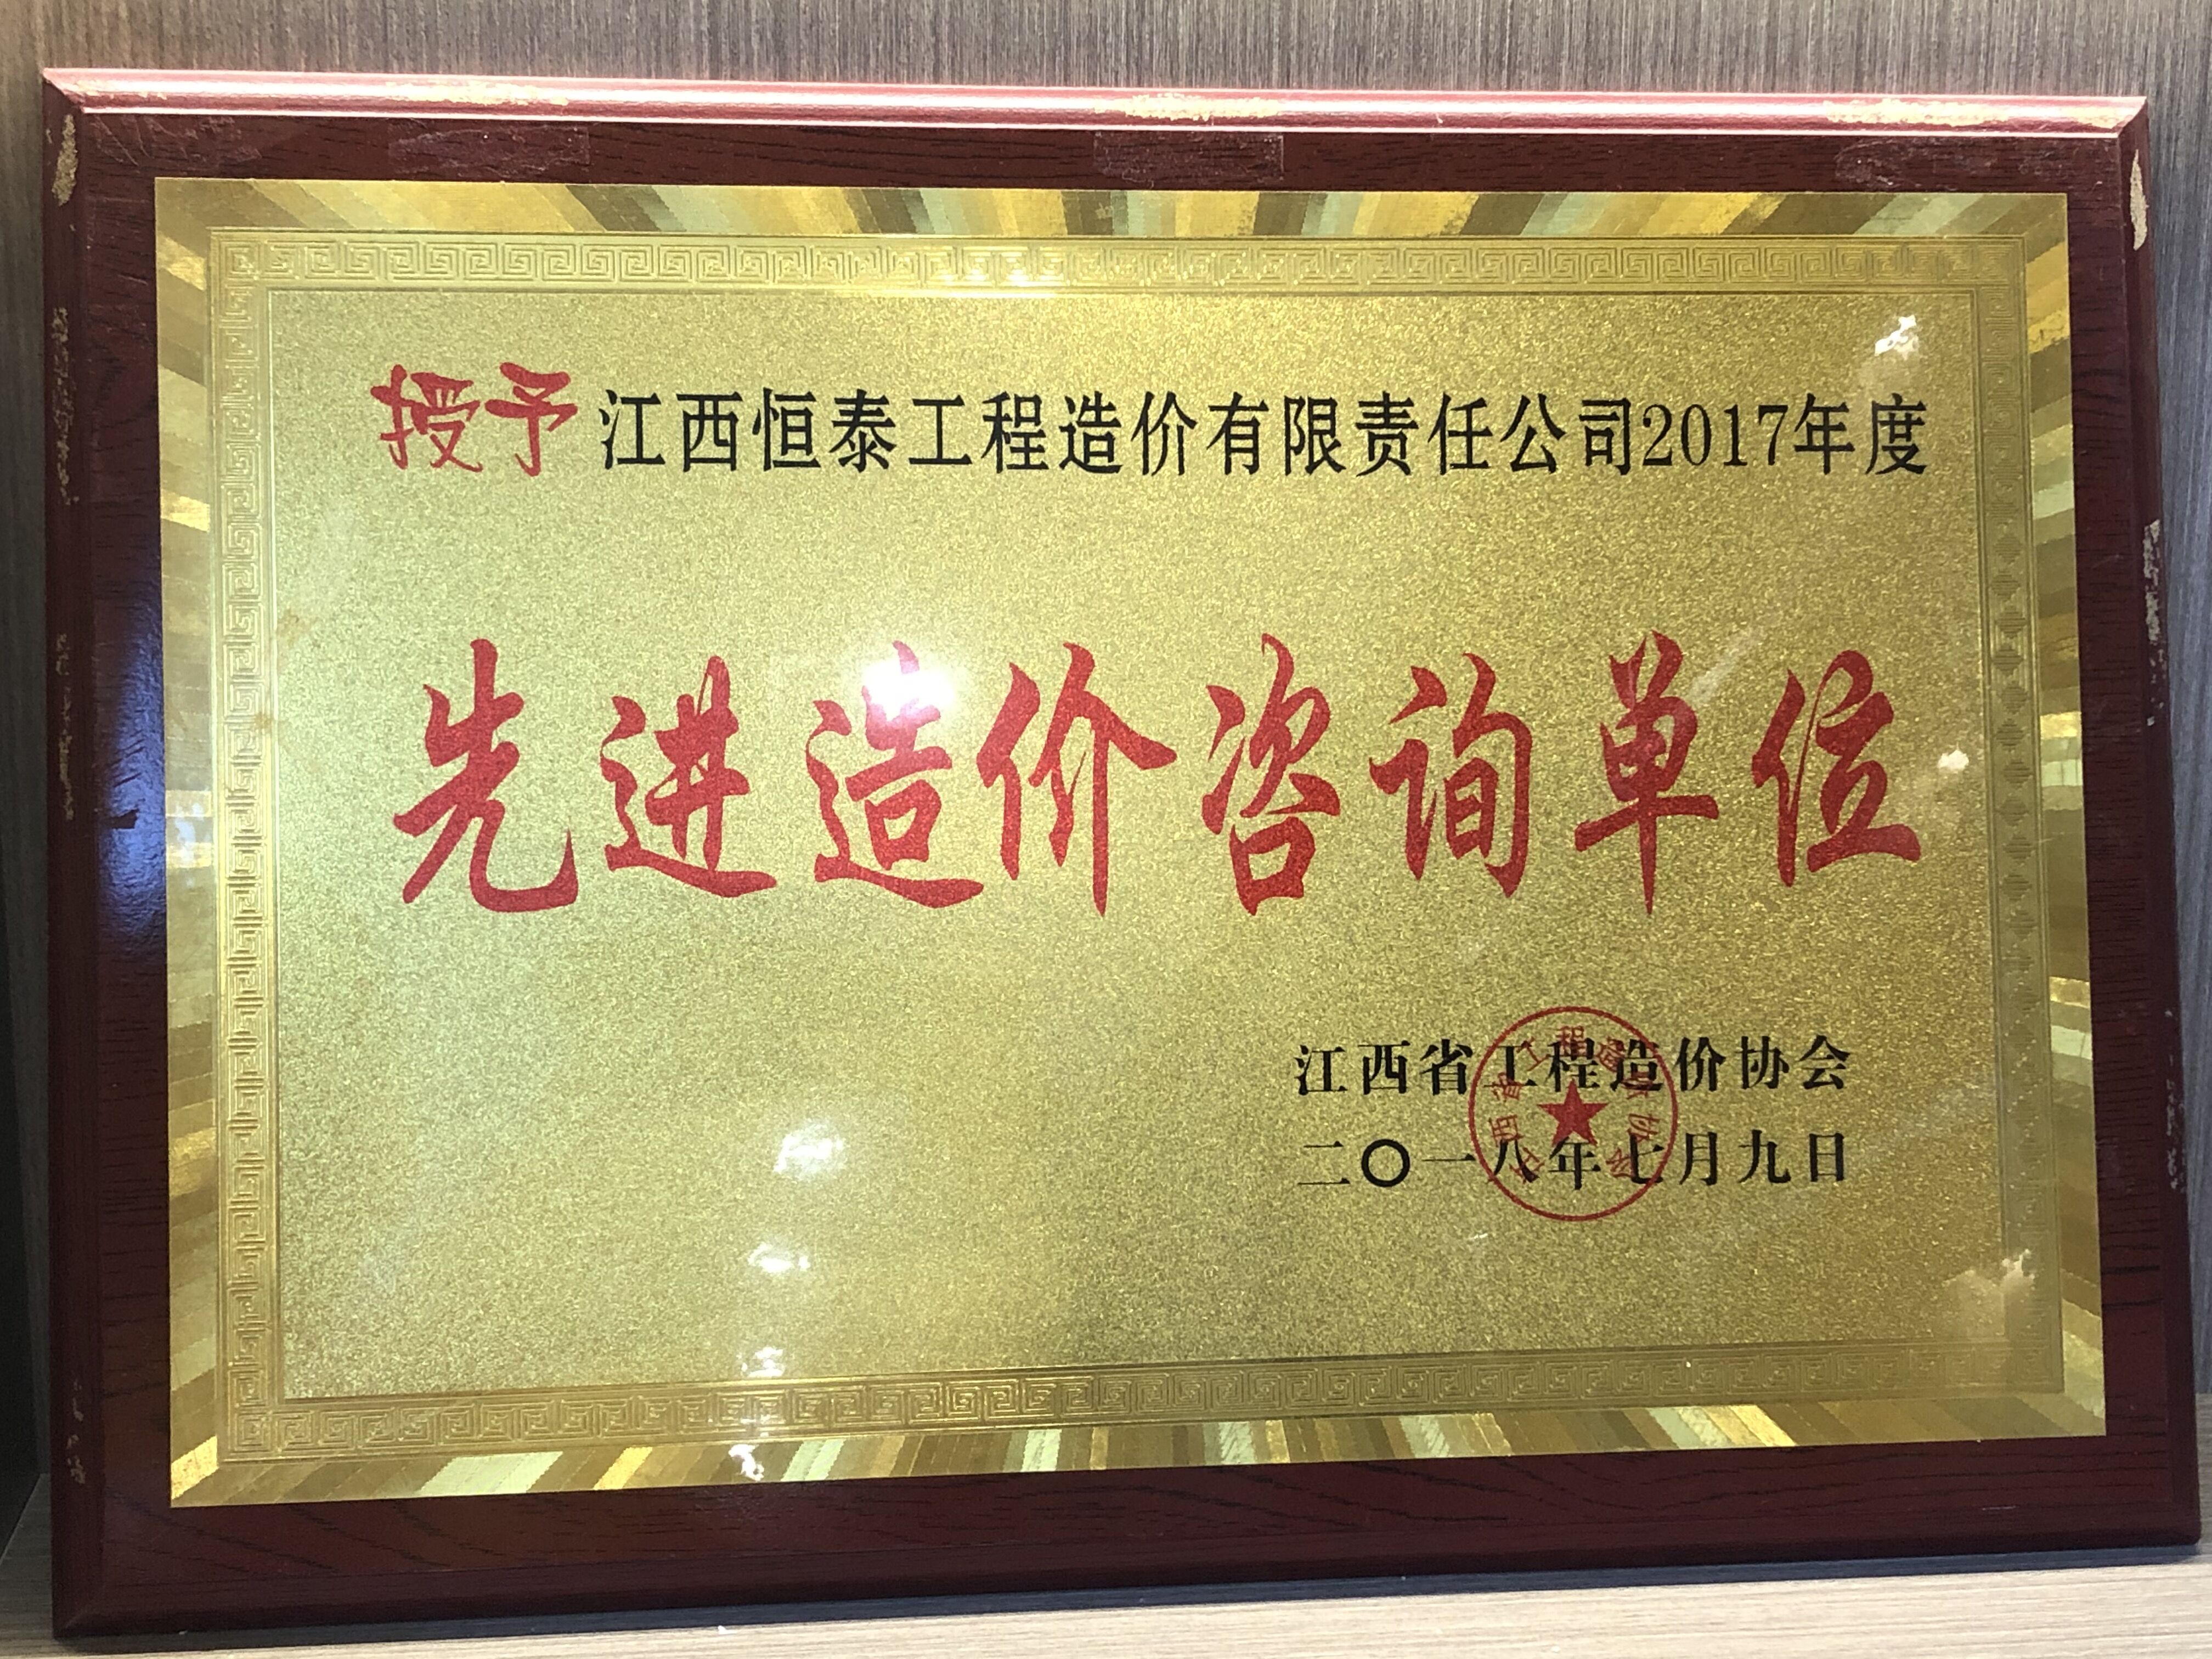 授予 江西恒泰工程造价有限责任公司2017年度
先进造价咨询单位
江西省工程造价协会
二〇一八年七月九日